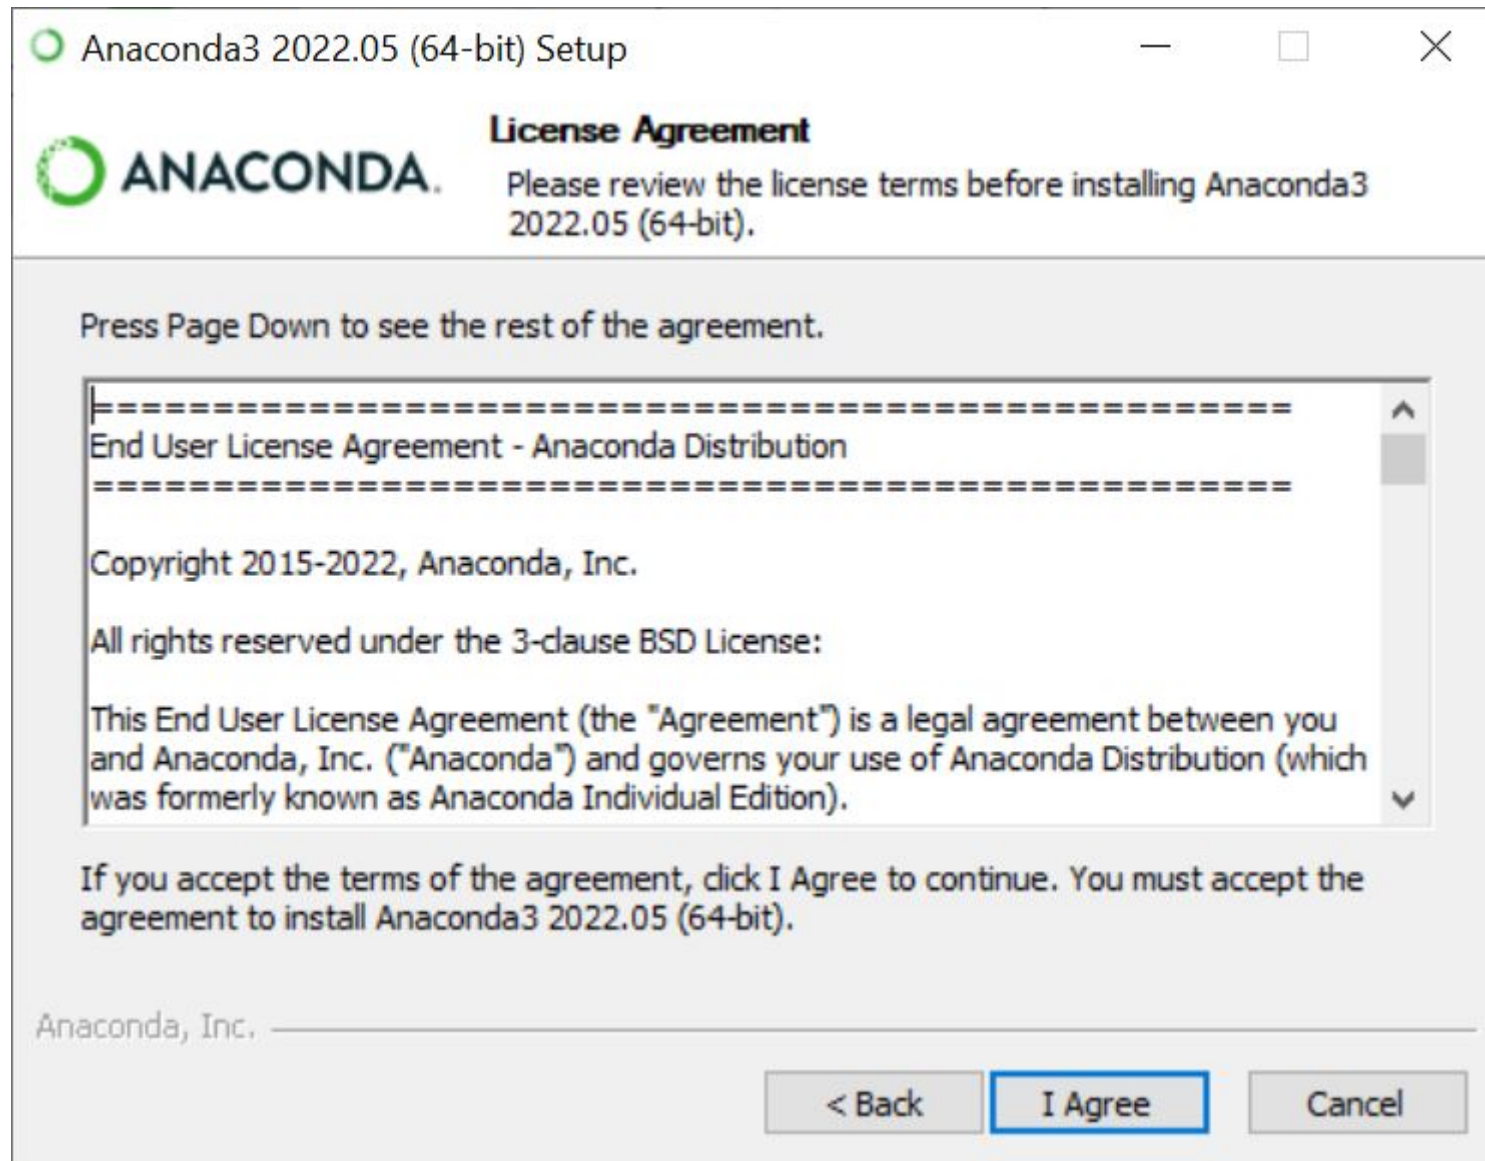 Anaconda3 2022.05 (64-bit) Setup
ANACONDA.
License Agreement
Please review the license terms before installing Anaconda3
2022.05 (64-bit).
Press Page Down to see the rest of the agreement.
==================================================
End User License Agreement - Anaconda Distribution
==================================================
Copyright 2015-2022, Anaconda, Inc.
All rights reserved under the 3-clause BSD License:
This End User License Agreement (the "Agreement") is a legal agreement between you
and Anaconda, Inc. ("Anaconda") and governs your use of Anaconda Distribution (which
was formerly known as Anaconda Individual Edition).
If you accept the terms of the agreement, click I Agree to continue. You must accept the
agreement to install Anaconda3 2022.05 (64-bit).
Anaconda, Inc.
< Back
I Agree
Cancel